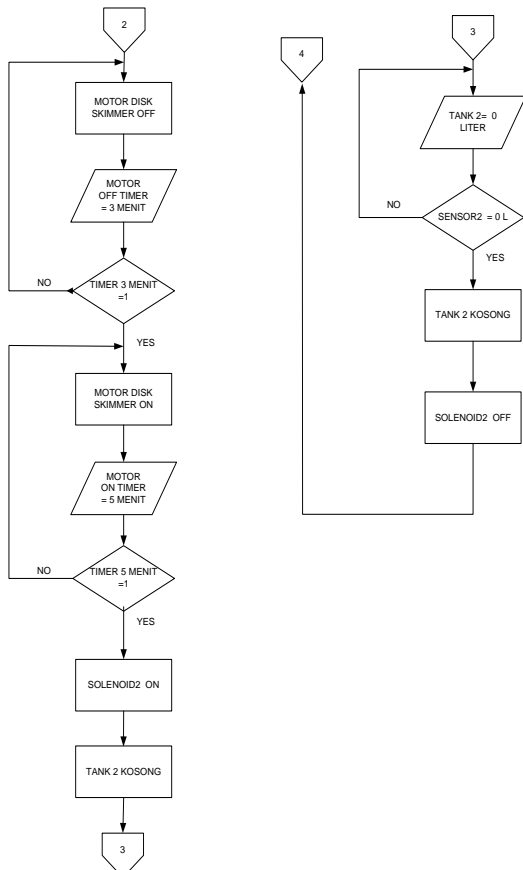 2
MOTOR DISK
SKIMMER OFF
MOTOR
OFF TIMER
= 3 MENIT
NO
TIMER 3 MENIT
=1
YES
MOTOR DISK
SKIMMER ON
MOTOR
ON TIMER
= 5 MENIT
NO
TIMER 5 MENIT
=1
YES
SOLENOID2 ON
TANK 2 KOSONG
3
4
3
TANK 2= 0
LITER
NO
SENSOR2 = 0 L
YES
TANK 2 KOSONG
SOLENOID2 OFF